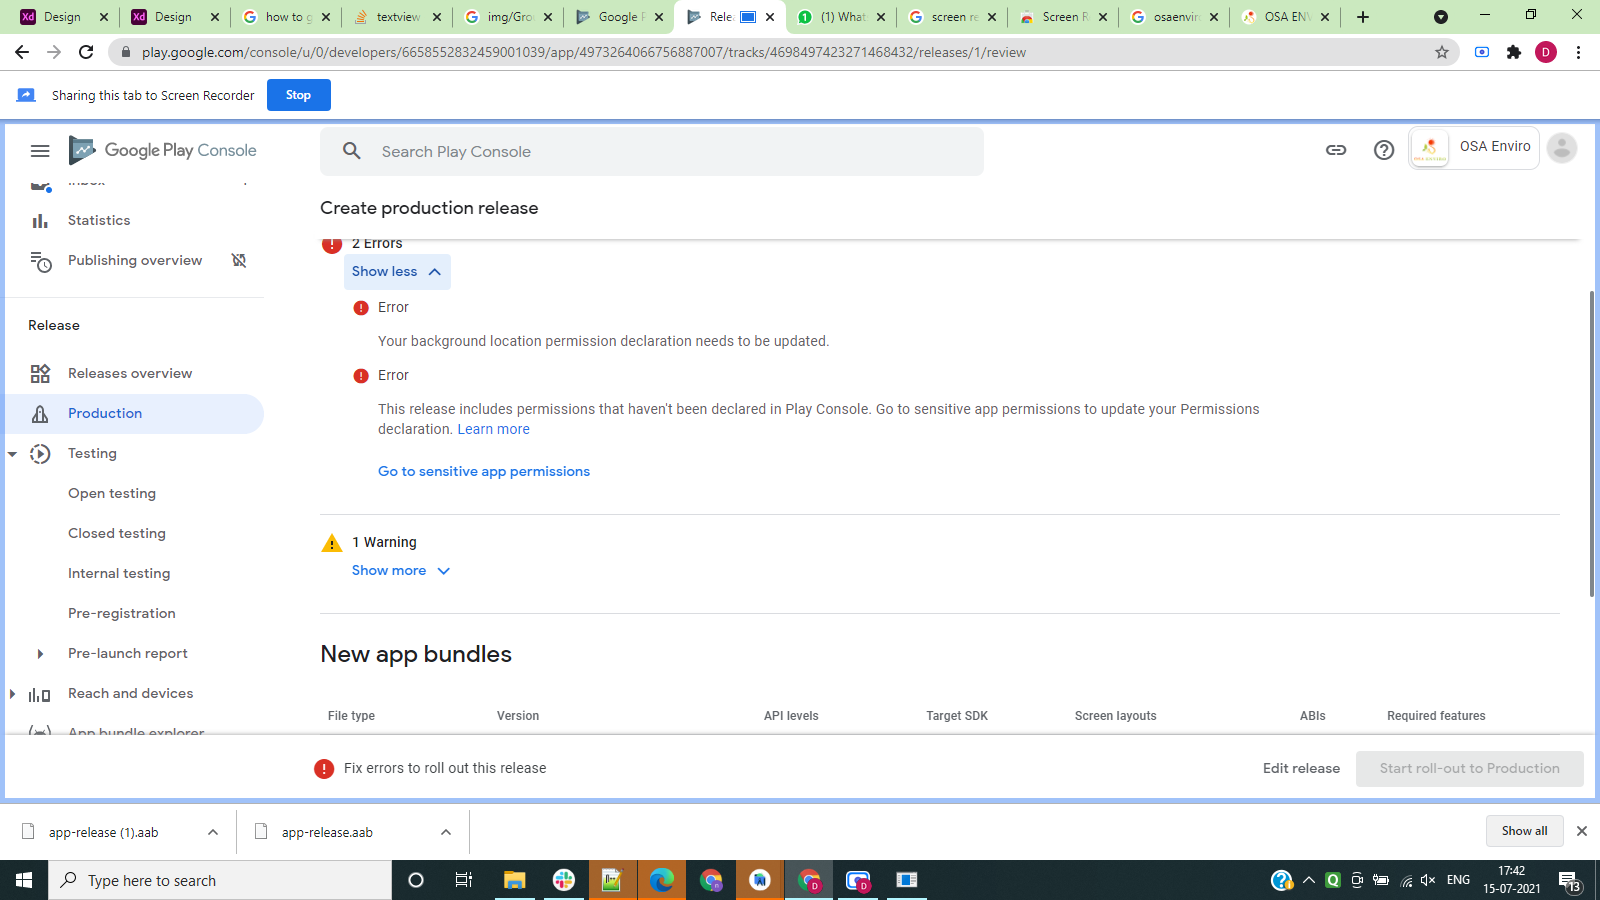 Design
Design
how to g
textview
img/Gro
Google P
Rele
(1) What
screen re
Screen R
osaenviro
OSA ENV
play.google.com/console/u/0/developers/6658552832459001039/app/4973264066756887007/tracks/4698497423271468432/releases/1/review
D
Sharing this tab to Screen Recorder
Stop
Google Play Console
Search Play Console
OSA Enviro
Inbox
Statistics
Publishing overview
Release
Releases overview
Production
Testing
Open testing
Closed testing
Internal testing
Pre-registration
Pre-launch report
Reach and devices
App bundle explorer
Create production release
2 Errors
Show less
Error
Your background location permission declaration needs to be updated.
Error
This release includes permissions that haven't been declared in Play Console. Go to sensitive app permissions to update your Permissions
declaration. Learn more
Go to sensitive app permissions
1 Warning
Show more
New app bundles
File type
Version
API levels
Target SDK
Screen layouts
ABIs
Required features
Fix errors to roll out this release
Edit release
Start roll-out to Production
app-release (1).aab
app-release.aab
Show all
Type here to search
ENG
17:42
15-07-2021
13